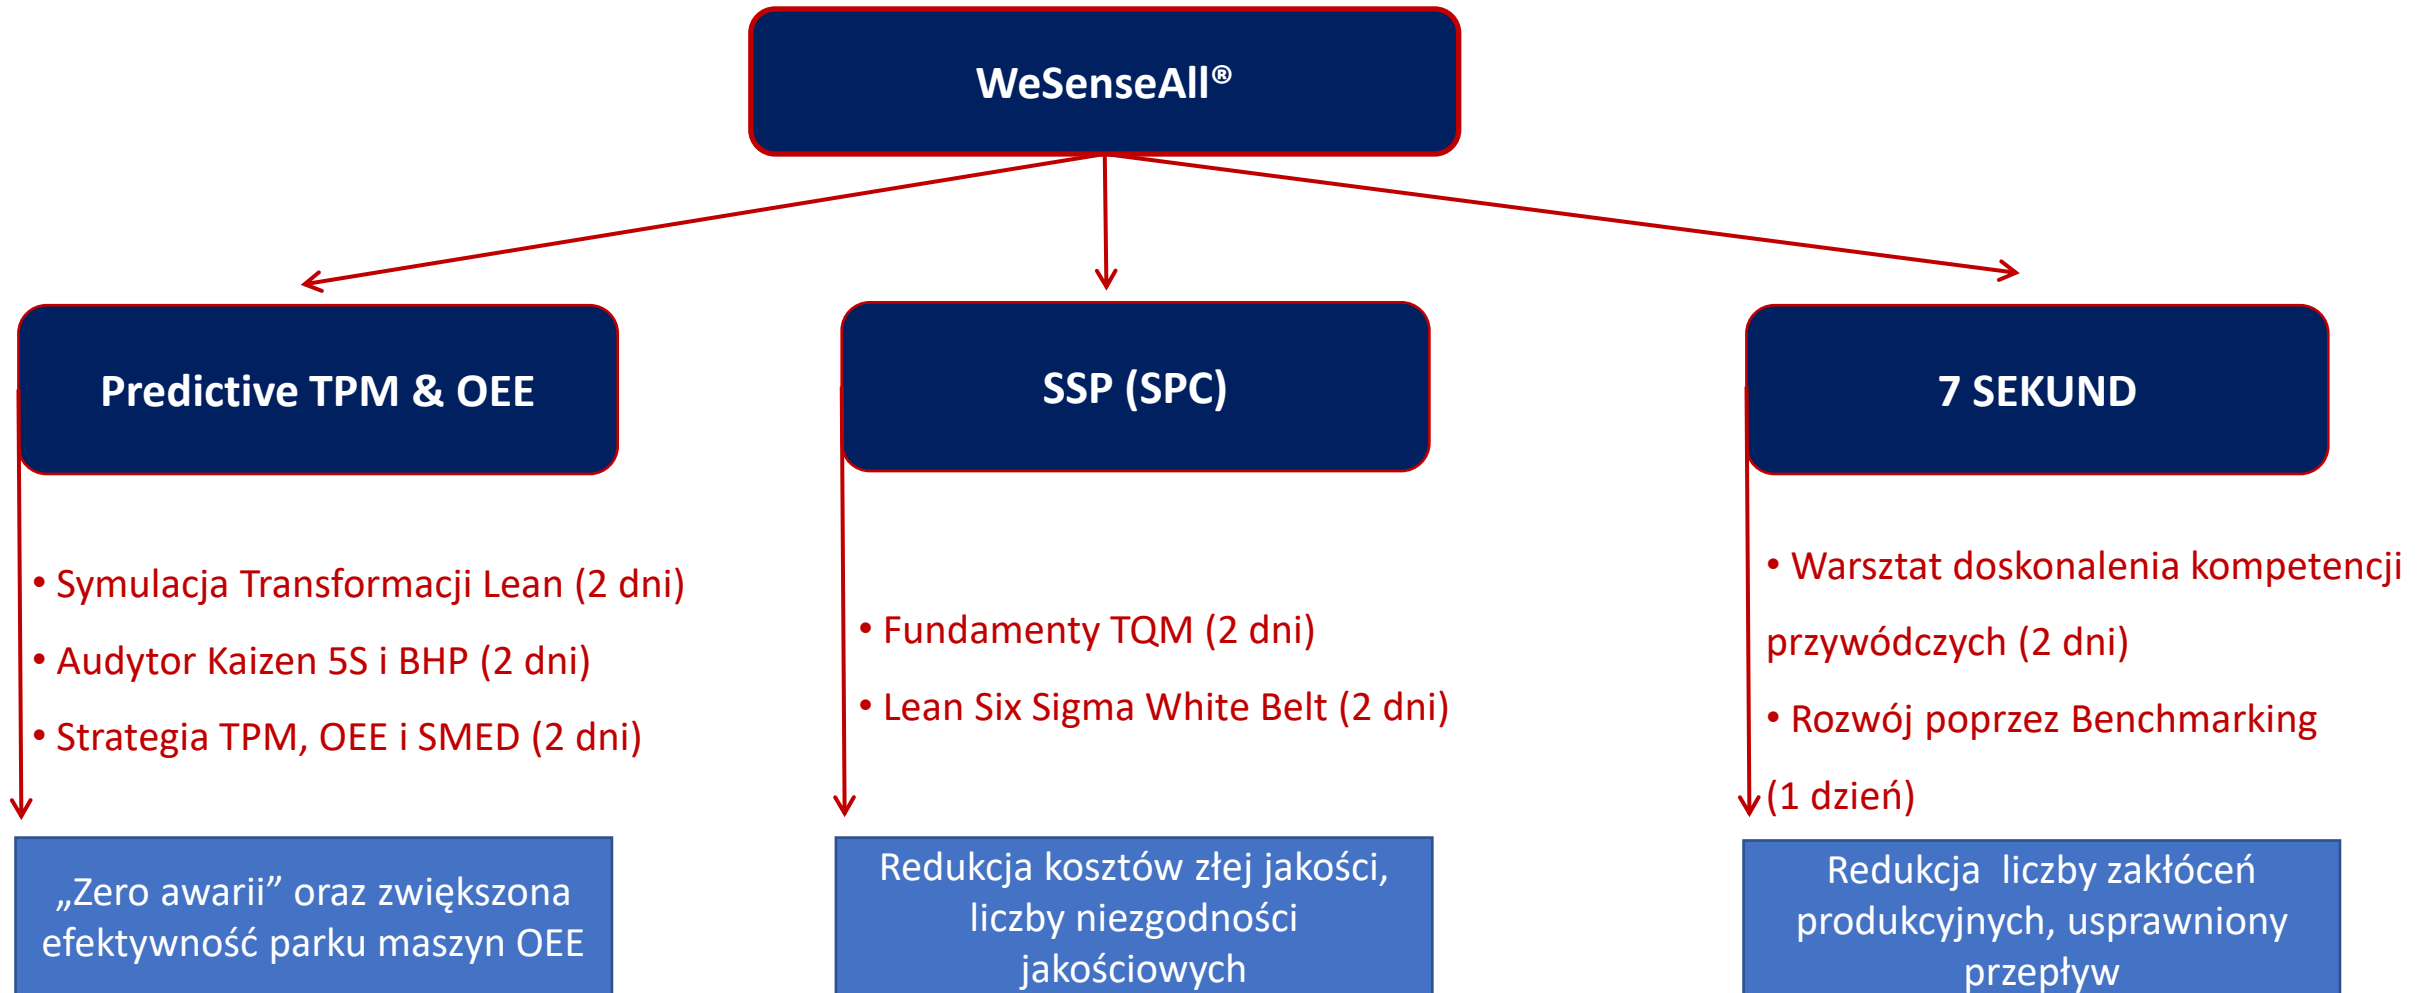 WeSenseAll®
Predictive TPM & OEE
SSP (SPC)
7 SEKUND
• Symulacja Transformacji Lean (2 dni)
• Audytor Kaizen 5S i BHP (2 dni)
• Strategia TPM, OEE i SMED (2 dni)
• Fundamenty TQM (2 dni)
• Lean Six Sigma White Belt (2 dni)
• Warsztat doskonalenia kompetencji
przywódczych (2 dni)
• Rozwój poprzez Benchmarking
(1 dzień)
„Zero awarii” oraz zwiększona
efektywność parku maszyn OEE
Redukcja kosztów złej jakości,
liczby niezgodności
jakościowych
Redukcja  liczby zakłóceń
produkcyjnych, usprawniony
przepływ